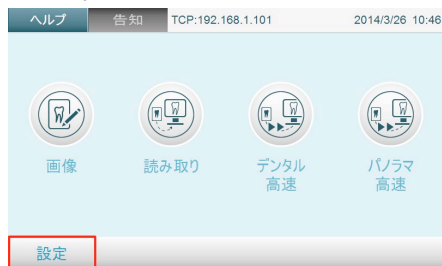 ヘルプ 告知 TCP:192.168.1.101 2014/3/26 10:46
画像 読み取り デンタル パノラマ
高速 高速
設定